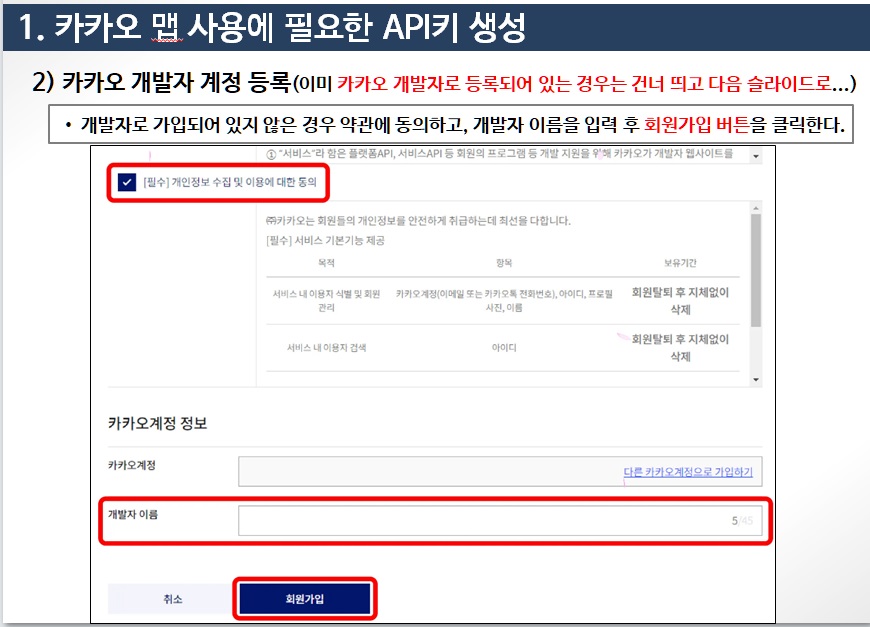 1. 카카오 맵 사용에 필요한 API키 생성
2) 카카오 개발자 계정 등록(이미 카카오 개발자로 등록되어 있는 경우는 건너 띄고 다음 슬라이드로...)
• 개발자로 가입되어 있지 않은 경우 약관에 동의하고, 개발자 이름을 입력 후 회원가입 버튼을 클릭한다.
① "서비스"라 함은 플랫폼API, 서비스API 등 회원의 프로그램 등 개발 지원을 위해 카카오가 개발자 웹사이트를
[필수] 개인정보 수집 및 이용에 대한 동의
㈜카카오는 회원들의 개인정보를 안전하게 취급하는데 최선을 다합니다.
[필수] 서비스 기본기능 제공
목적 항목 보유기간
서비스 내 이용자 식별 및 회원 카카오계정(이메일 또는 카카오톡 전화번호), 아이디, 프로필 회원탈퇴 후 지체없이
관리 사진, 이름 삭제
서비스 내 이용자 검색 아이디 회원탈퇴 후 지체없이
삭제
카카오계정 정보
카카오계정 다른 카카오계정으로 가입하기
개발자 이름 5/45
취소 회원가입